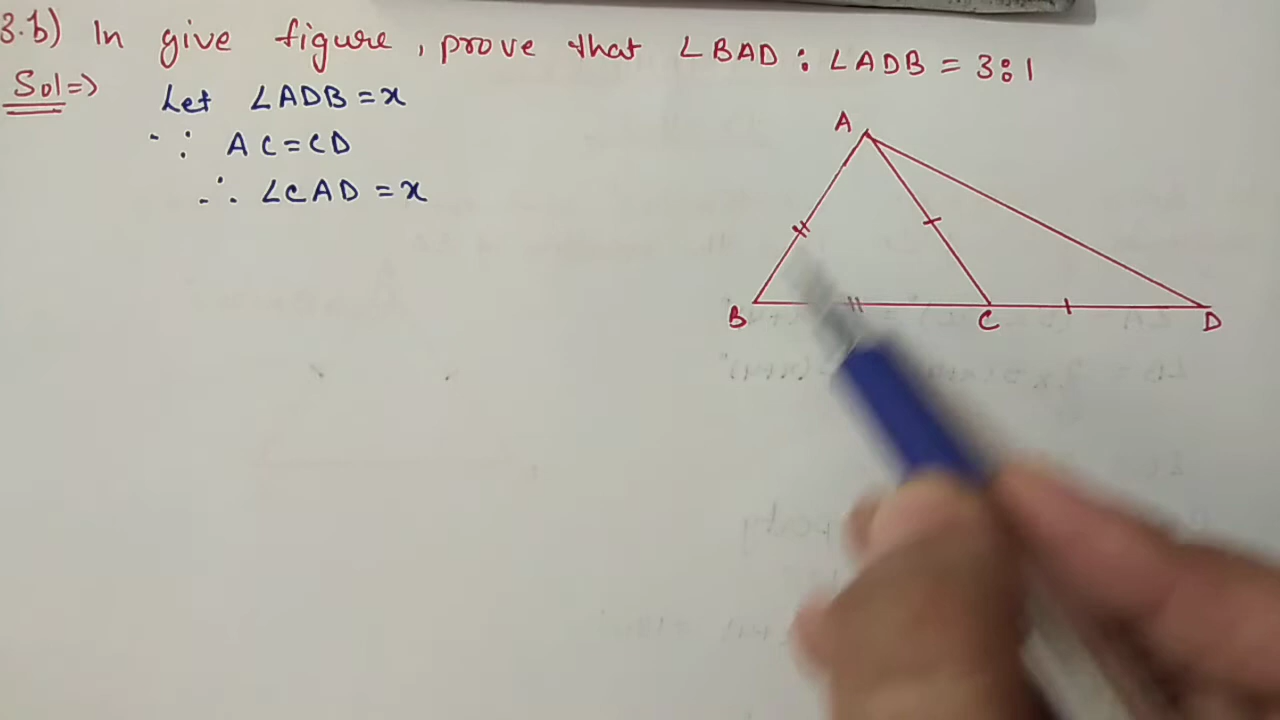 3.b) In give figure, prove that ∠BAD : ∠ADB = 3:1
Sol=>
Let ∠ADB = x
∵ AC = CD
∴ ∠CAD = x
A
B
C
D